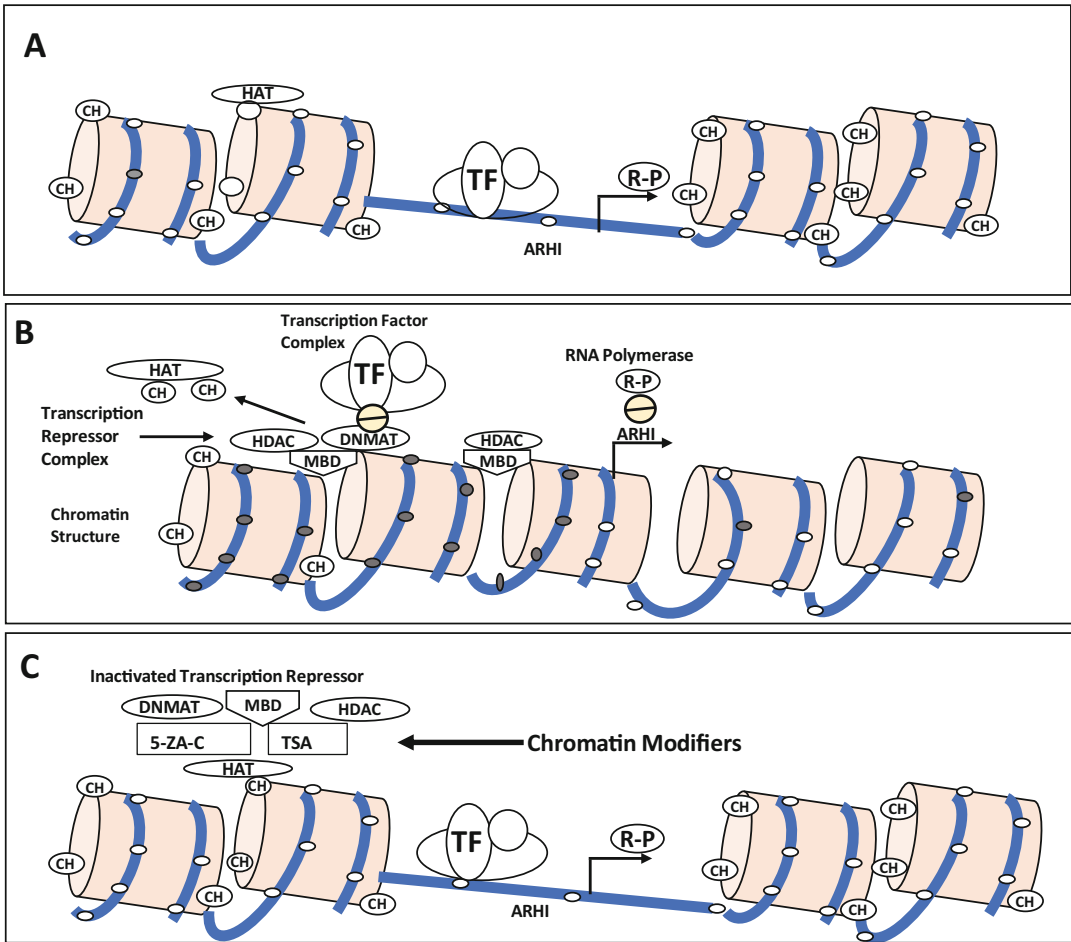 A
HAT
CH
CH
CH
CH
TF
ARHI
R-P
CH
CH
CH
CH
CH
CH
B
Transcription Factor
Complex
TF
HAT
CH
CH
Transcription
Repressor
Complex
HDAC
MBD
DNMAT
HDAC
MBD
RNA Polymerase
R-P
ARHI
CH
CH
CH
Chromatin
Structure
C
Inactivated Transcription Repressor
DNMAT
MBD
HDAC
5-ZA-C
TSA
Chromatin Modifiers
HAT
CH
CH
CH
CH
CH
CH
TF
ARHI
R-P
CH
CH
CH
CH
CH
CH